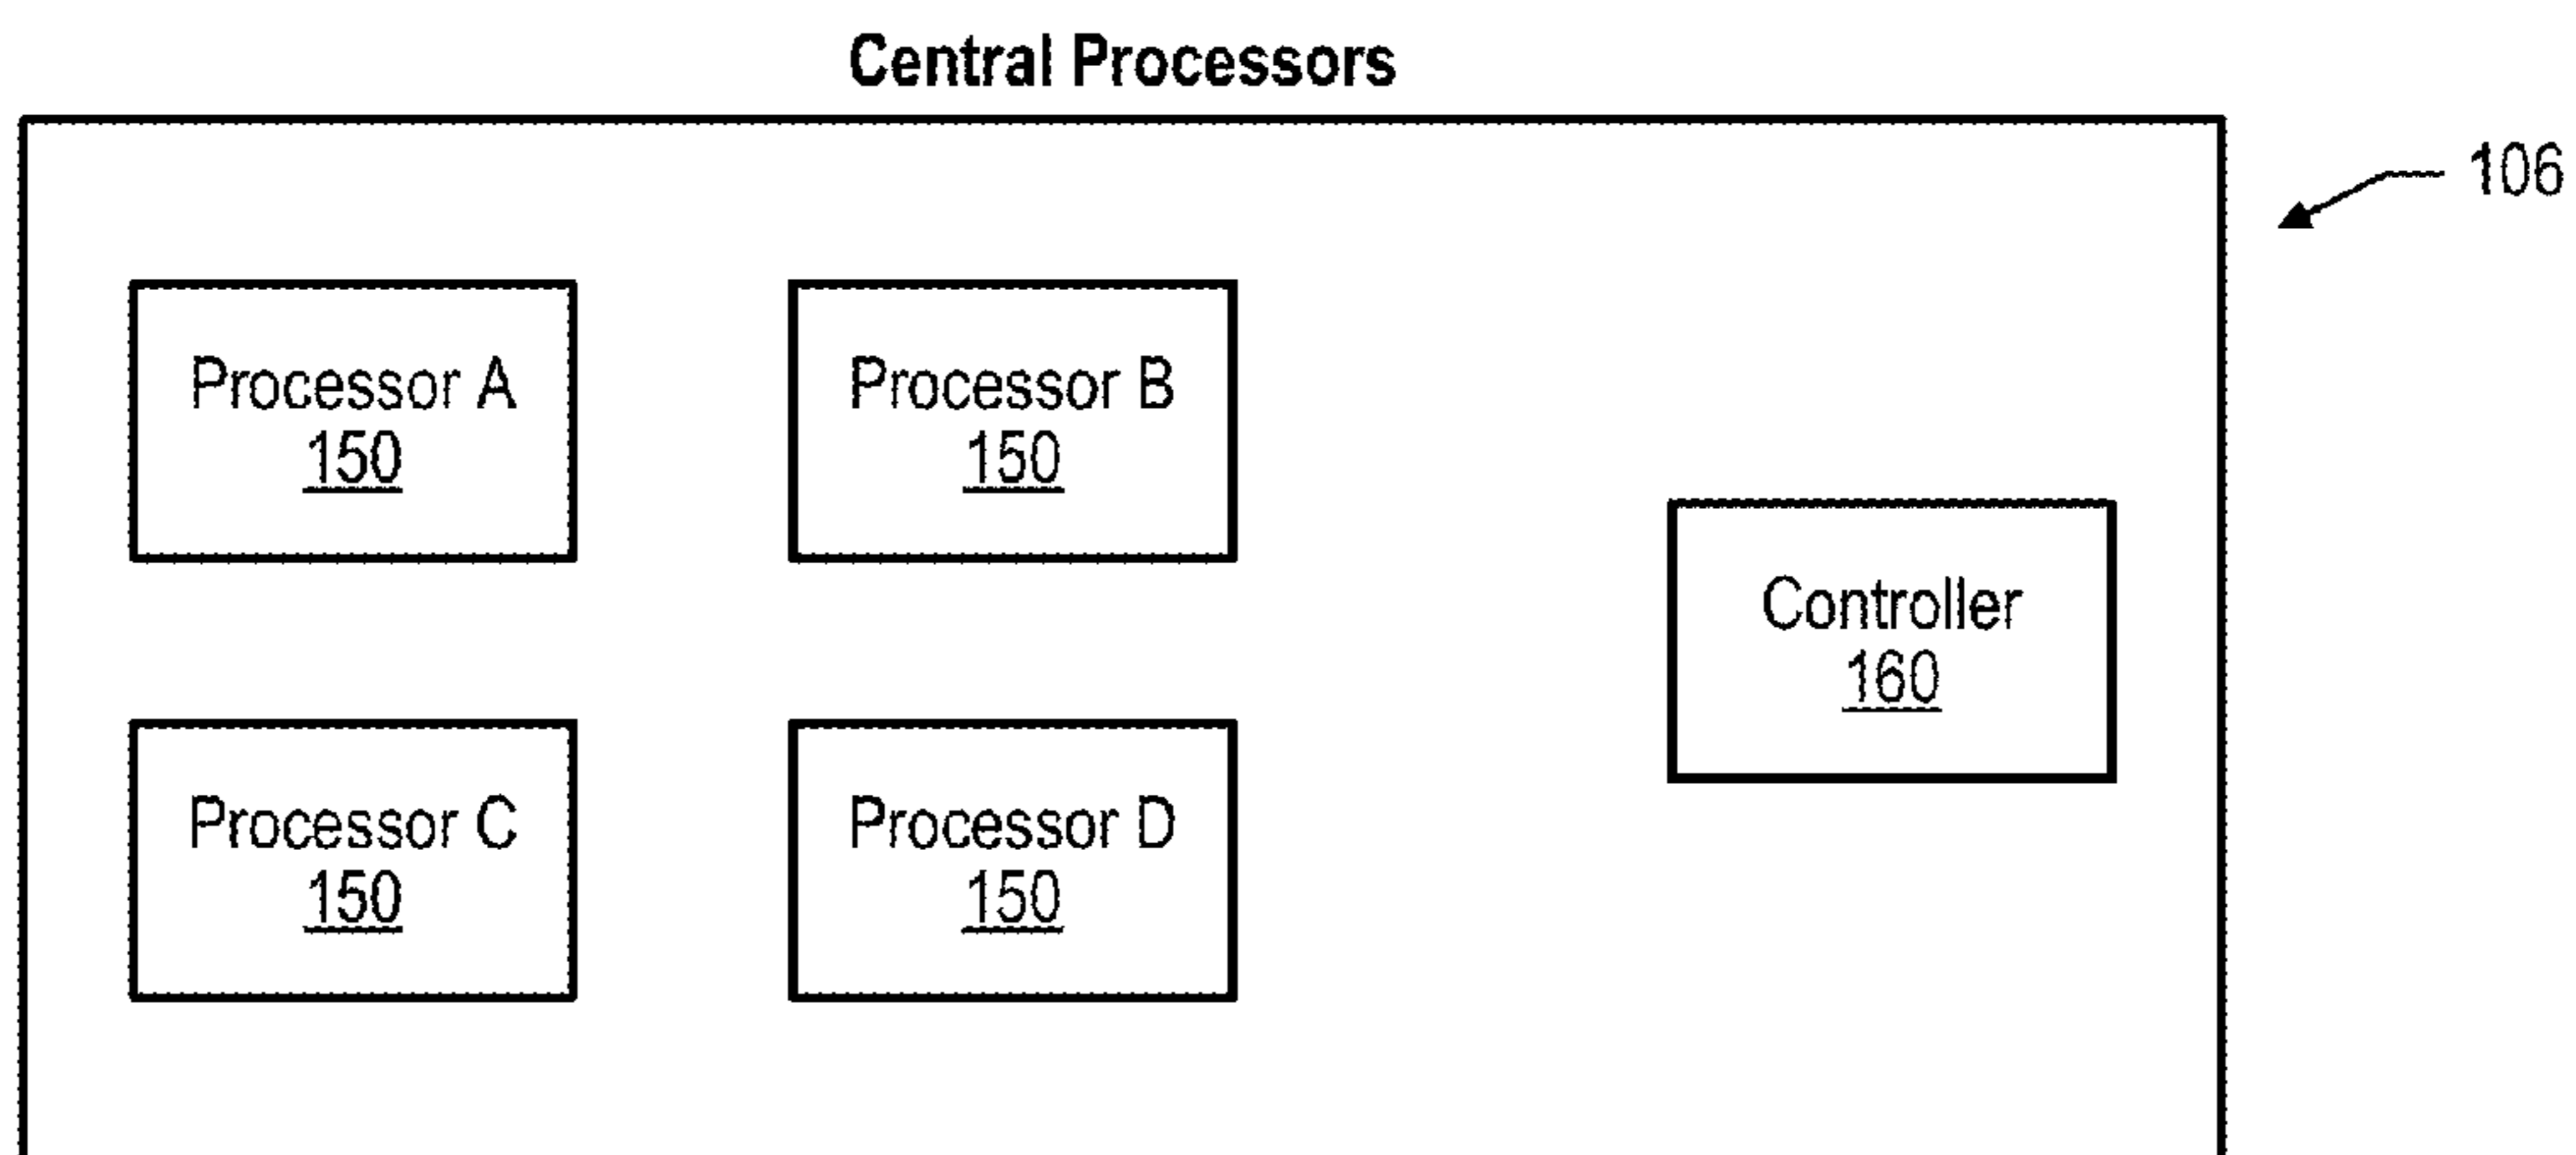 Central Processors
106
Processor A
150
Processor B
150
Controller
160
Processor C
150
Processor D
150